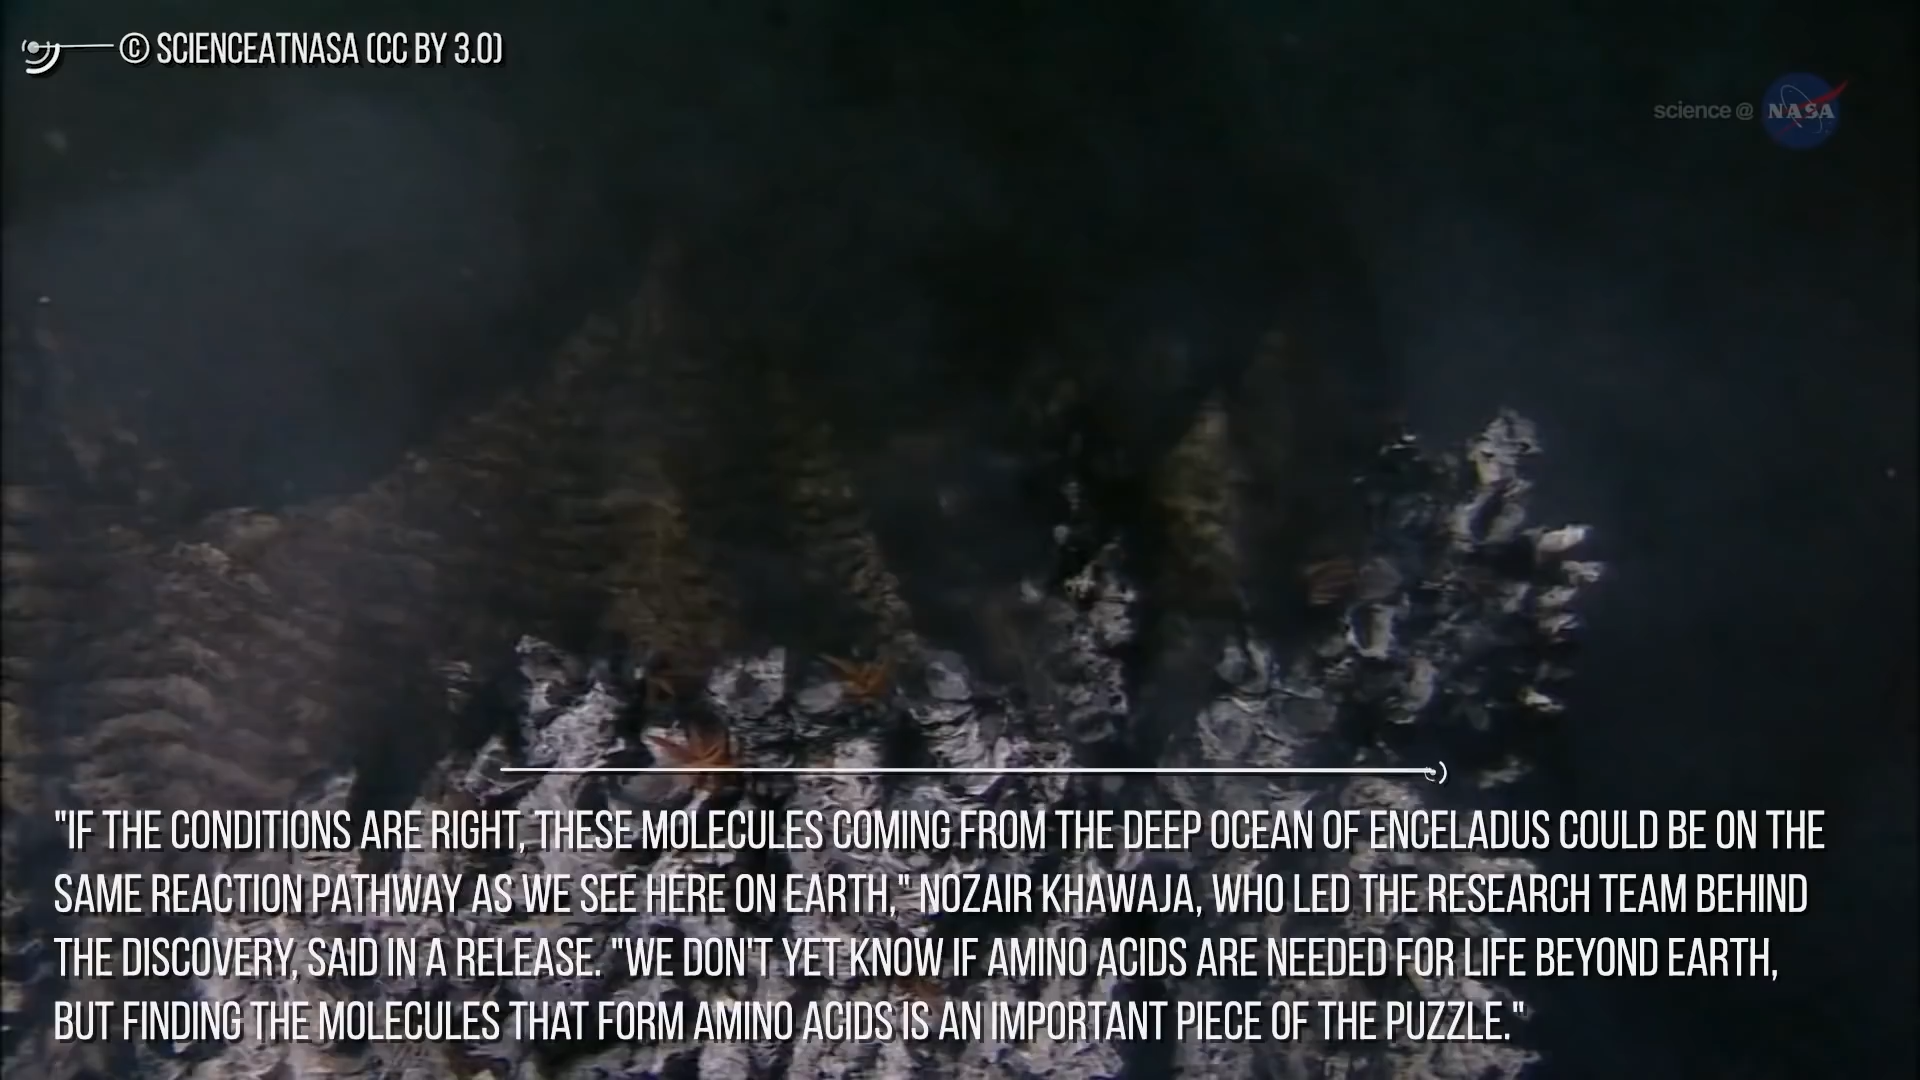 © SCIENCEATNASA (CC BY 3.0)
science @ NASA
"IF THE CONDITIONS ARE RIGHT, THESE MOLECULES COMING FROM THE DEEP OCEAN OF ENCELADUS COULD BE ON THE
SAME REACTION PATHWAY AS WE SEE HERE ON EARTH," NOZAIR KHAWAJA, WHO LED THE RESEARCH TEAM BEHIND
THE DISCOVERY, SAID IN A RELEASE. "WE DON'T YET KNOW IF AMINO ACIDS ARE NEEDED FOR LIFE BEYOND EARTH,
BUT FINDING THE MOLECULES THAT FORM AMINO ACIDS IS AN IMPORTANT PIECE OF THE PUZZLE."